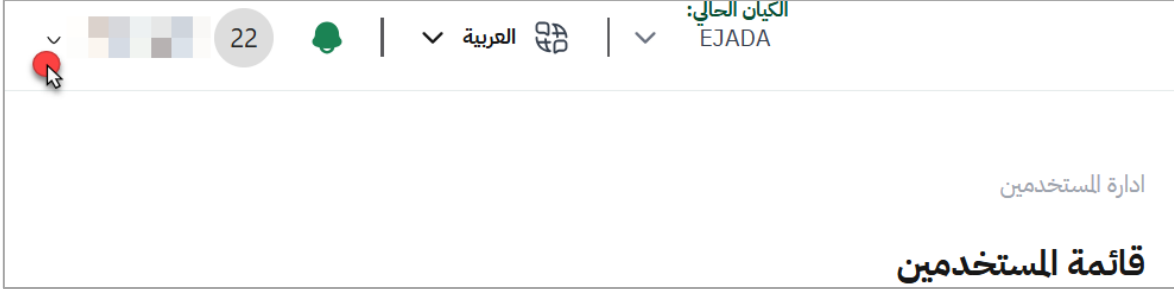 الكيان الحالي:
EJADA
العربية
22
ادارة المستخدمين
قائمة المستخدمين